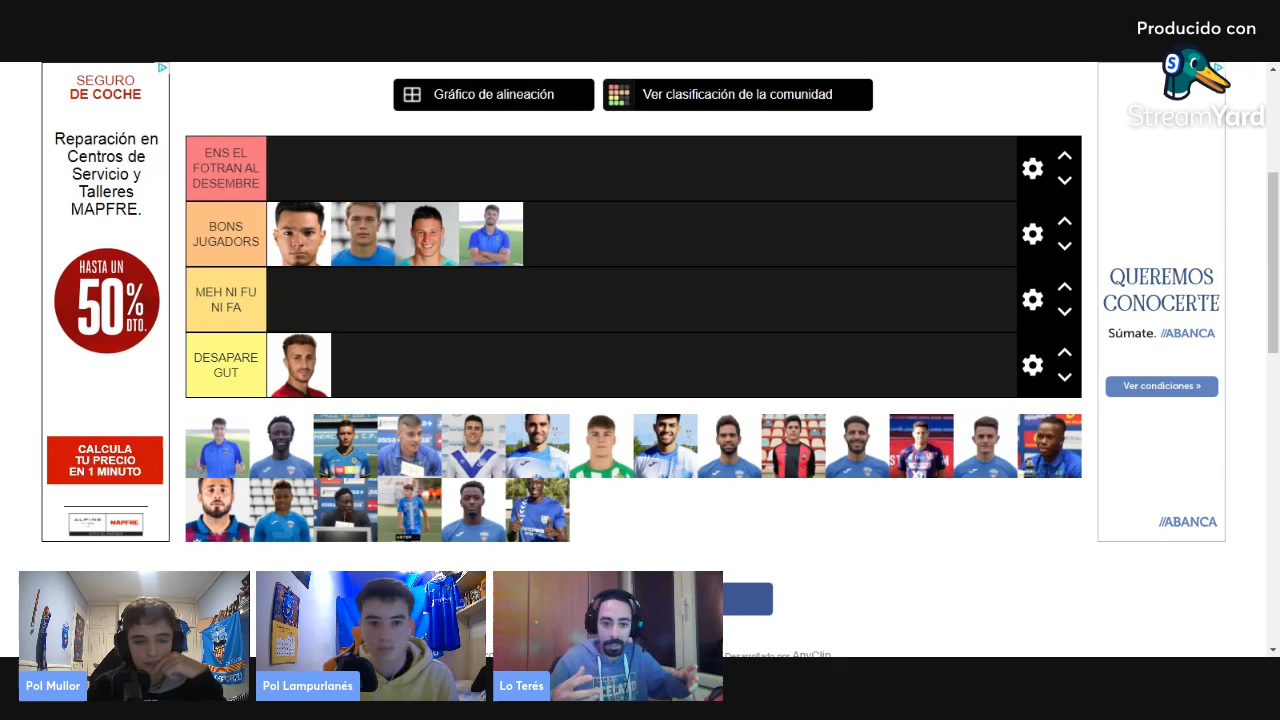 Producido con
StreamYard
SEGURO
DE COCHE
Reparación en
Centros de
Servicio y
Talleres
MAPFRE.
HASTA UN
50%
DTO.
CALCULA
TU PRECIO
EN 1 MINUTO
MAPFRE
Gráfico de alineación
Ver clasificación de la comunidad
ENS EL
FOTRAN AL
DESEMBRE
BONS
JUGADORS
MEH NI FU
NI FA
DESAPARE
GUT
QUEREMOS
CONOCERTE
Súmate. //ABANCA
Ver condiciones »
//ABANCA
Desarrollado por AnyClip
Pol Mullor
Pol Lampurlanés
Lo Terés